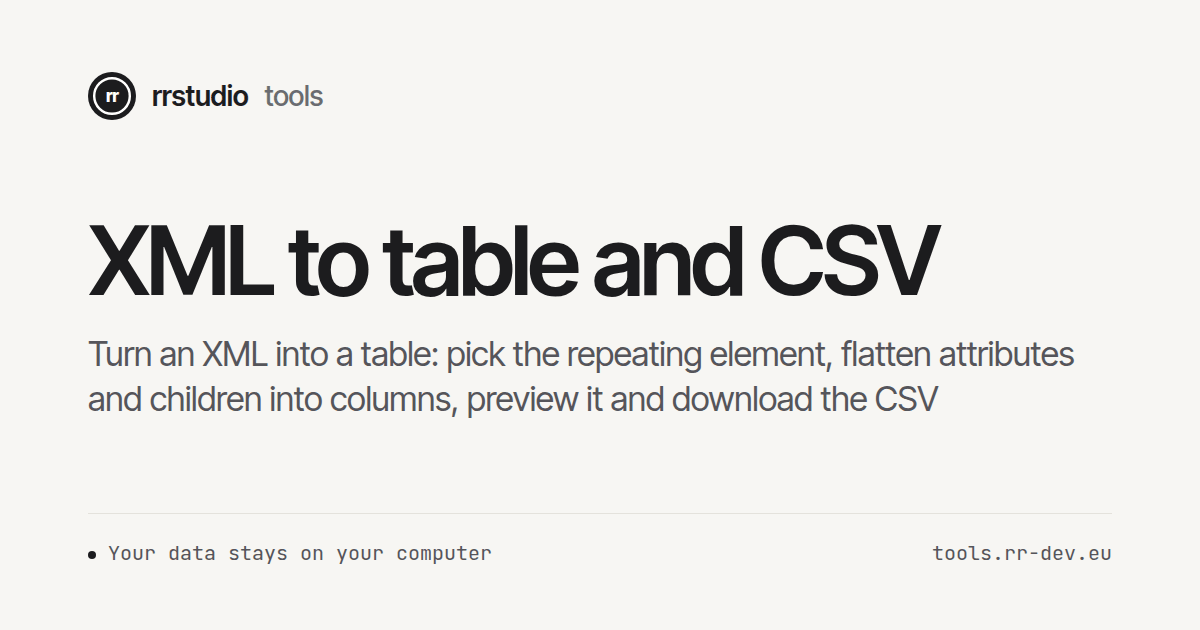 rr
rrstudio tools
XML to table and CSV
Turn an XML into a table: pick the repeating element, flatten attributes
and children into columns, preview it and download the CSV
Your data stays on your computer
tools.rr-dev.eu